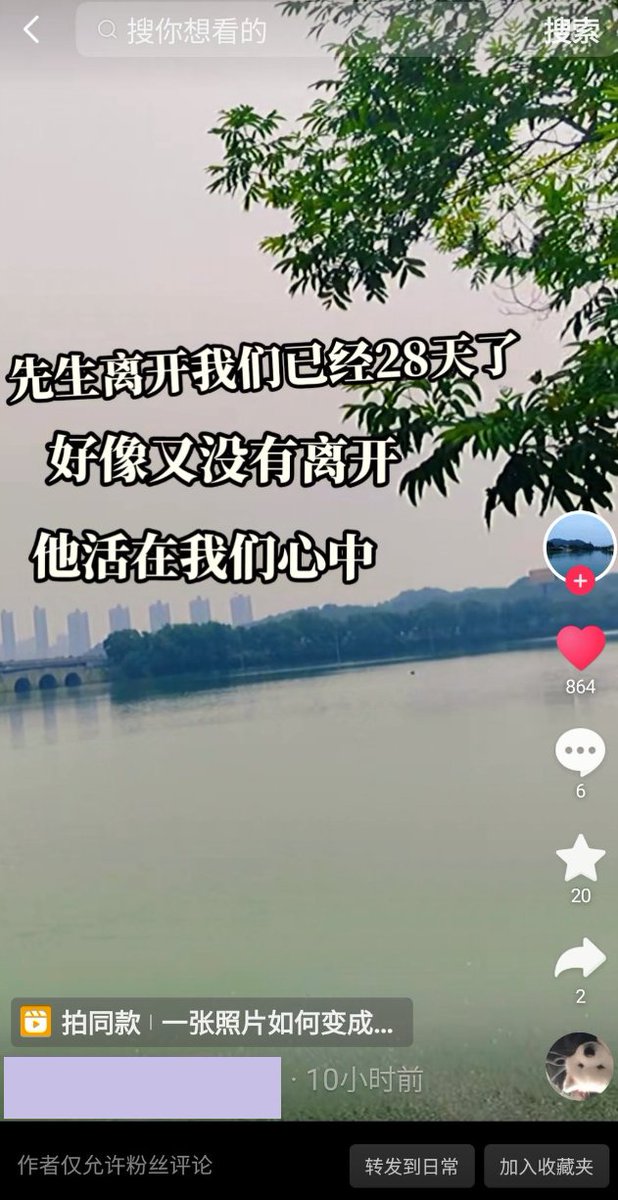 搜你想看的 搜索
先生离开我们已经28天了
好像又没有离开
他活在我们心中
864
6
20
2
拍同款 | 一张照片如何变成...
· 10小时前
作者仅允许粉丝评论 转发到日常 加入收藏夹